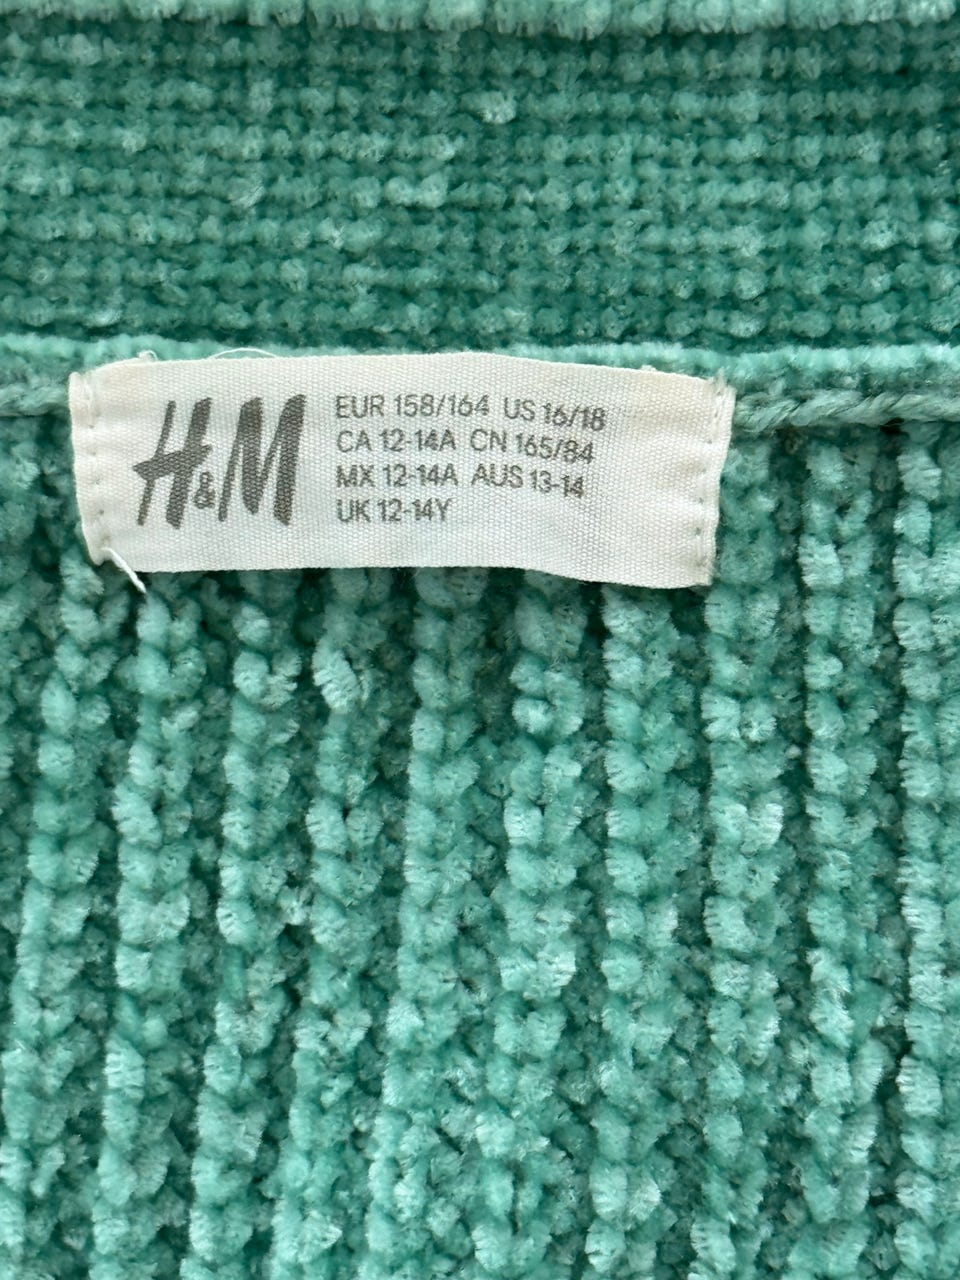 H&M
EUR 158/164 US 16/18
CA 12-14A CN 165/84
MX 12-14A AUS 13-14
UK 12-14Y